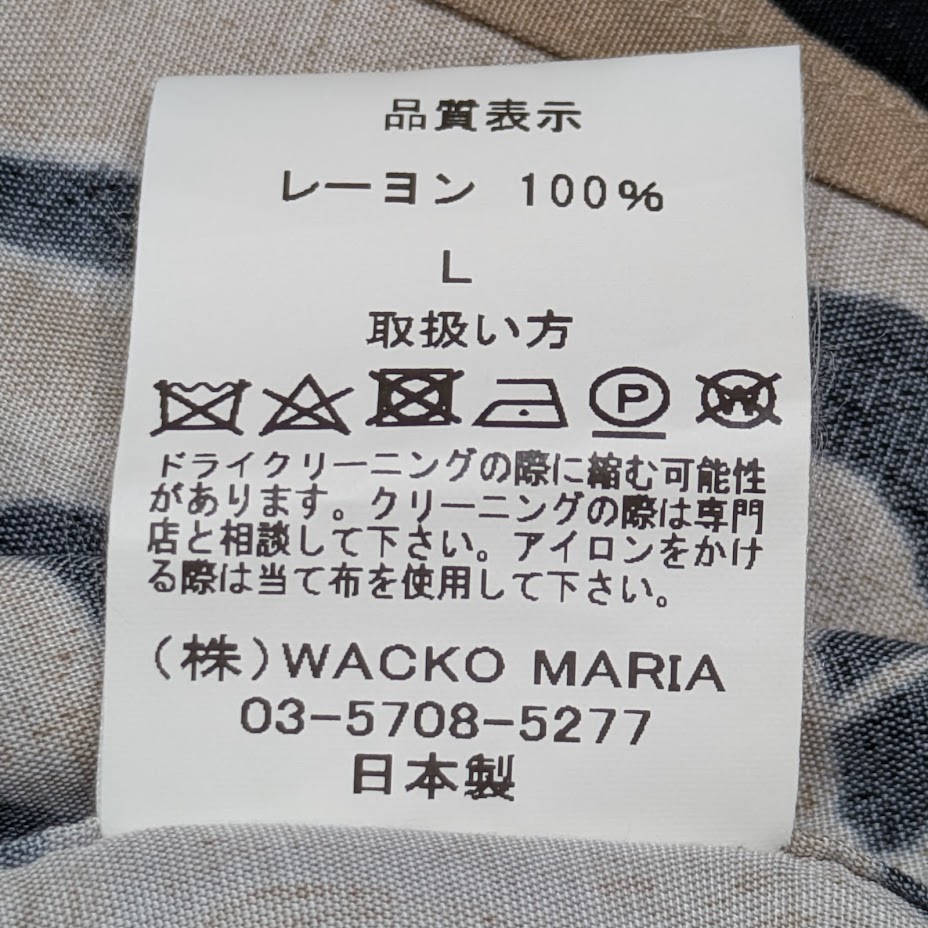 品質表示
レーヨン 100%
L
取扱い方
P W
ドライクリーニングの際に縮む可能性
があります。クリーニングの際は専門
店と相談して下さい。アイロンをかけ
る際は当て布を使用して下さい。
(株)WACKO MARIA
03-5708-5277
日本製